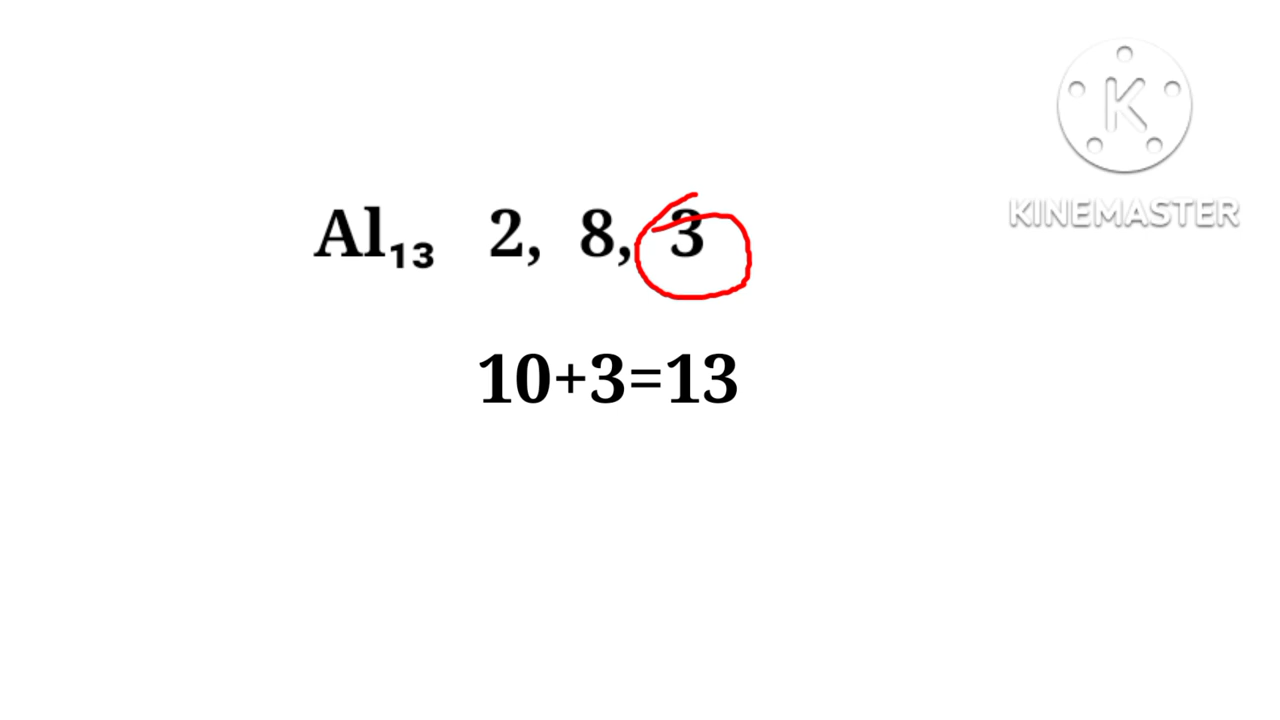 K
KINEMASTER
Al₁₃ 2, 8, 3
10+3=13